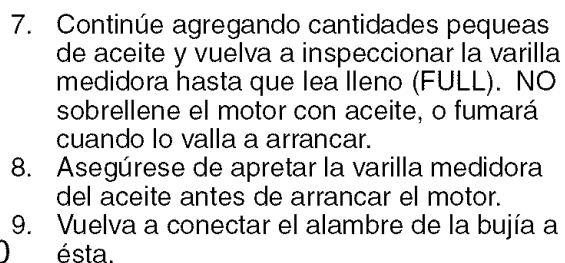 7. Continúe agregando cantidades pequeas
de aceite y vuelva a inspeccionar la varilla
medidora hasta que lea lleno (FULL). NO
sobrellene el motor con aceite, o fumará
cuando lo valla a arrancar.
8. Asegúrese de apretar la varilla medidora
del aceite antes de arrancar el motor.
9. Vuelva a conectar el alambre de la bujía a
ésta.